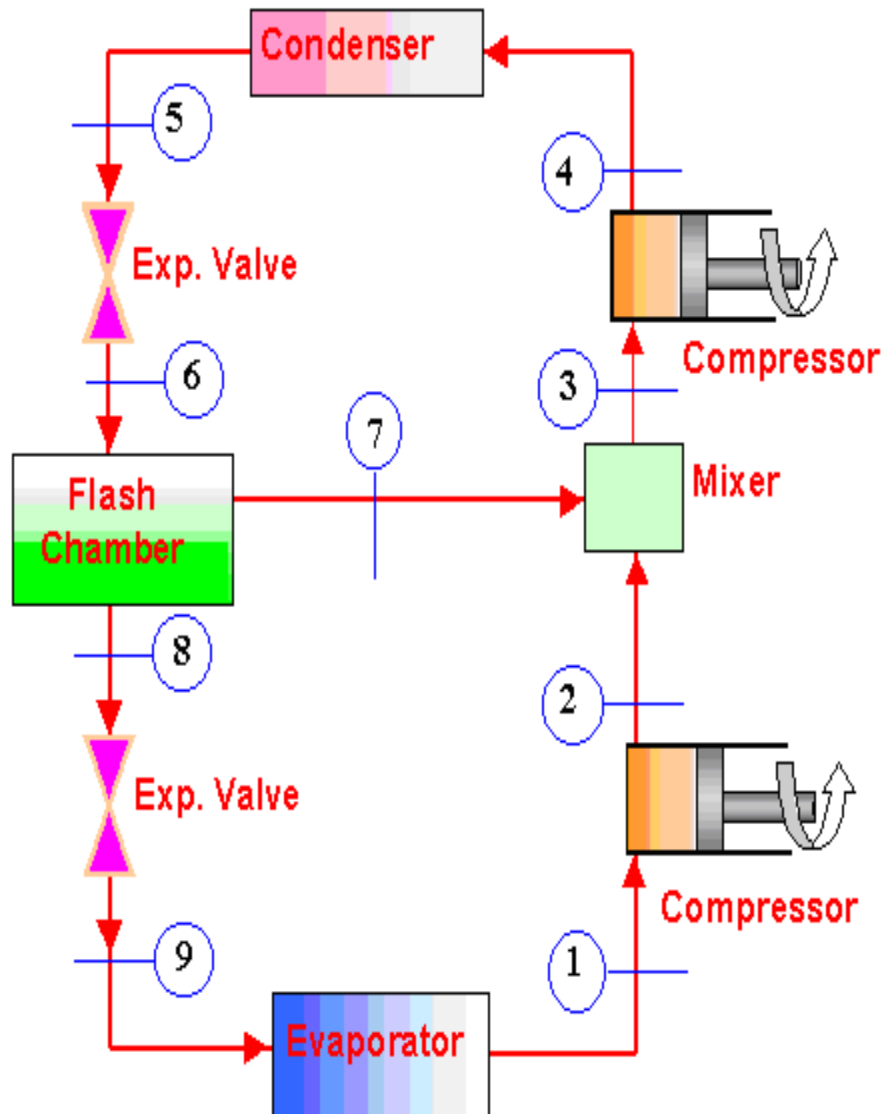 Condenser
5
4
Exp. Valve
Compressor
6
3
7
Flash
Chamber
Mixer
8
2
Exp. Valve
Compressor
9
1
Evaporator